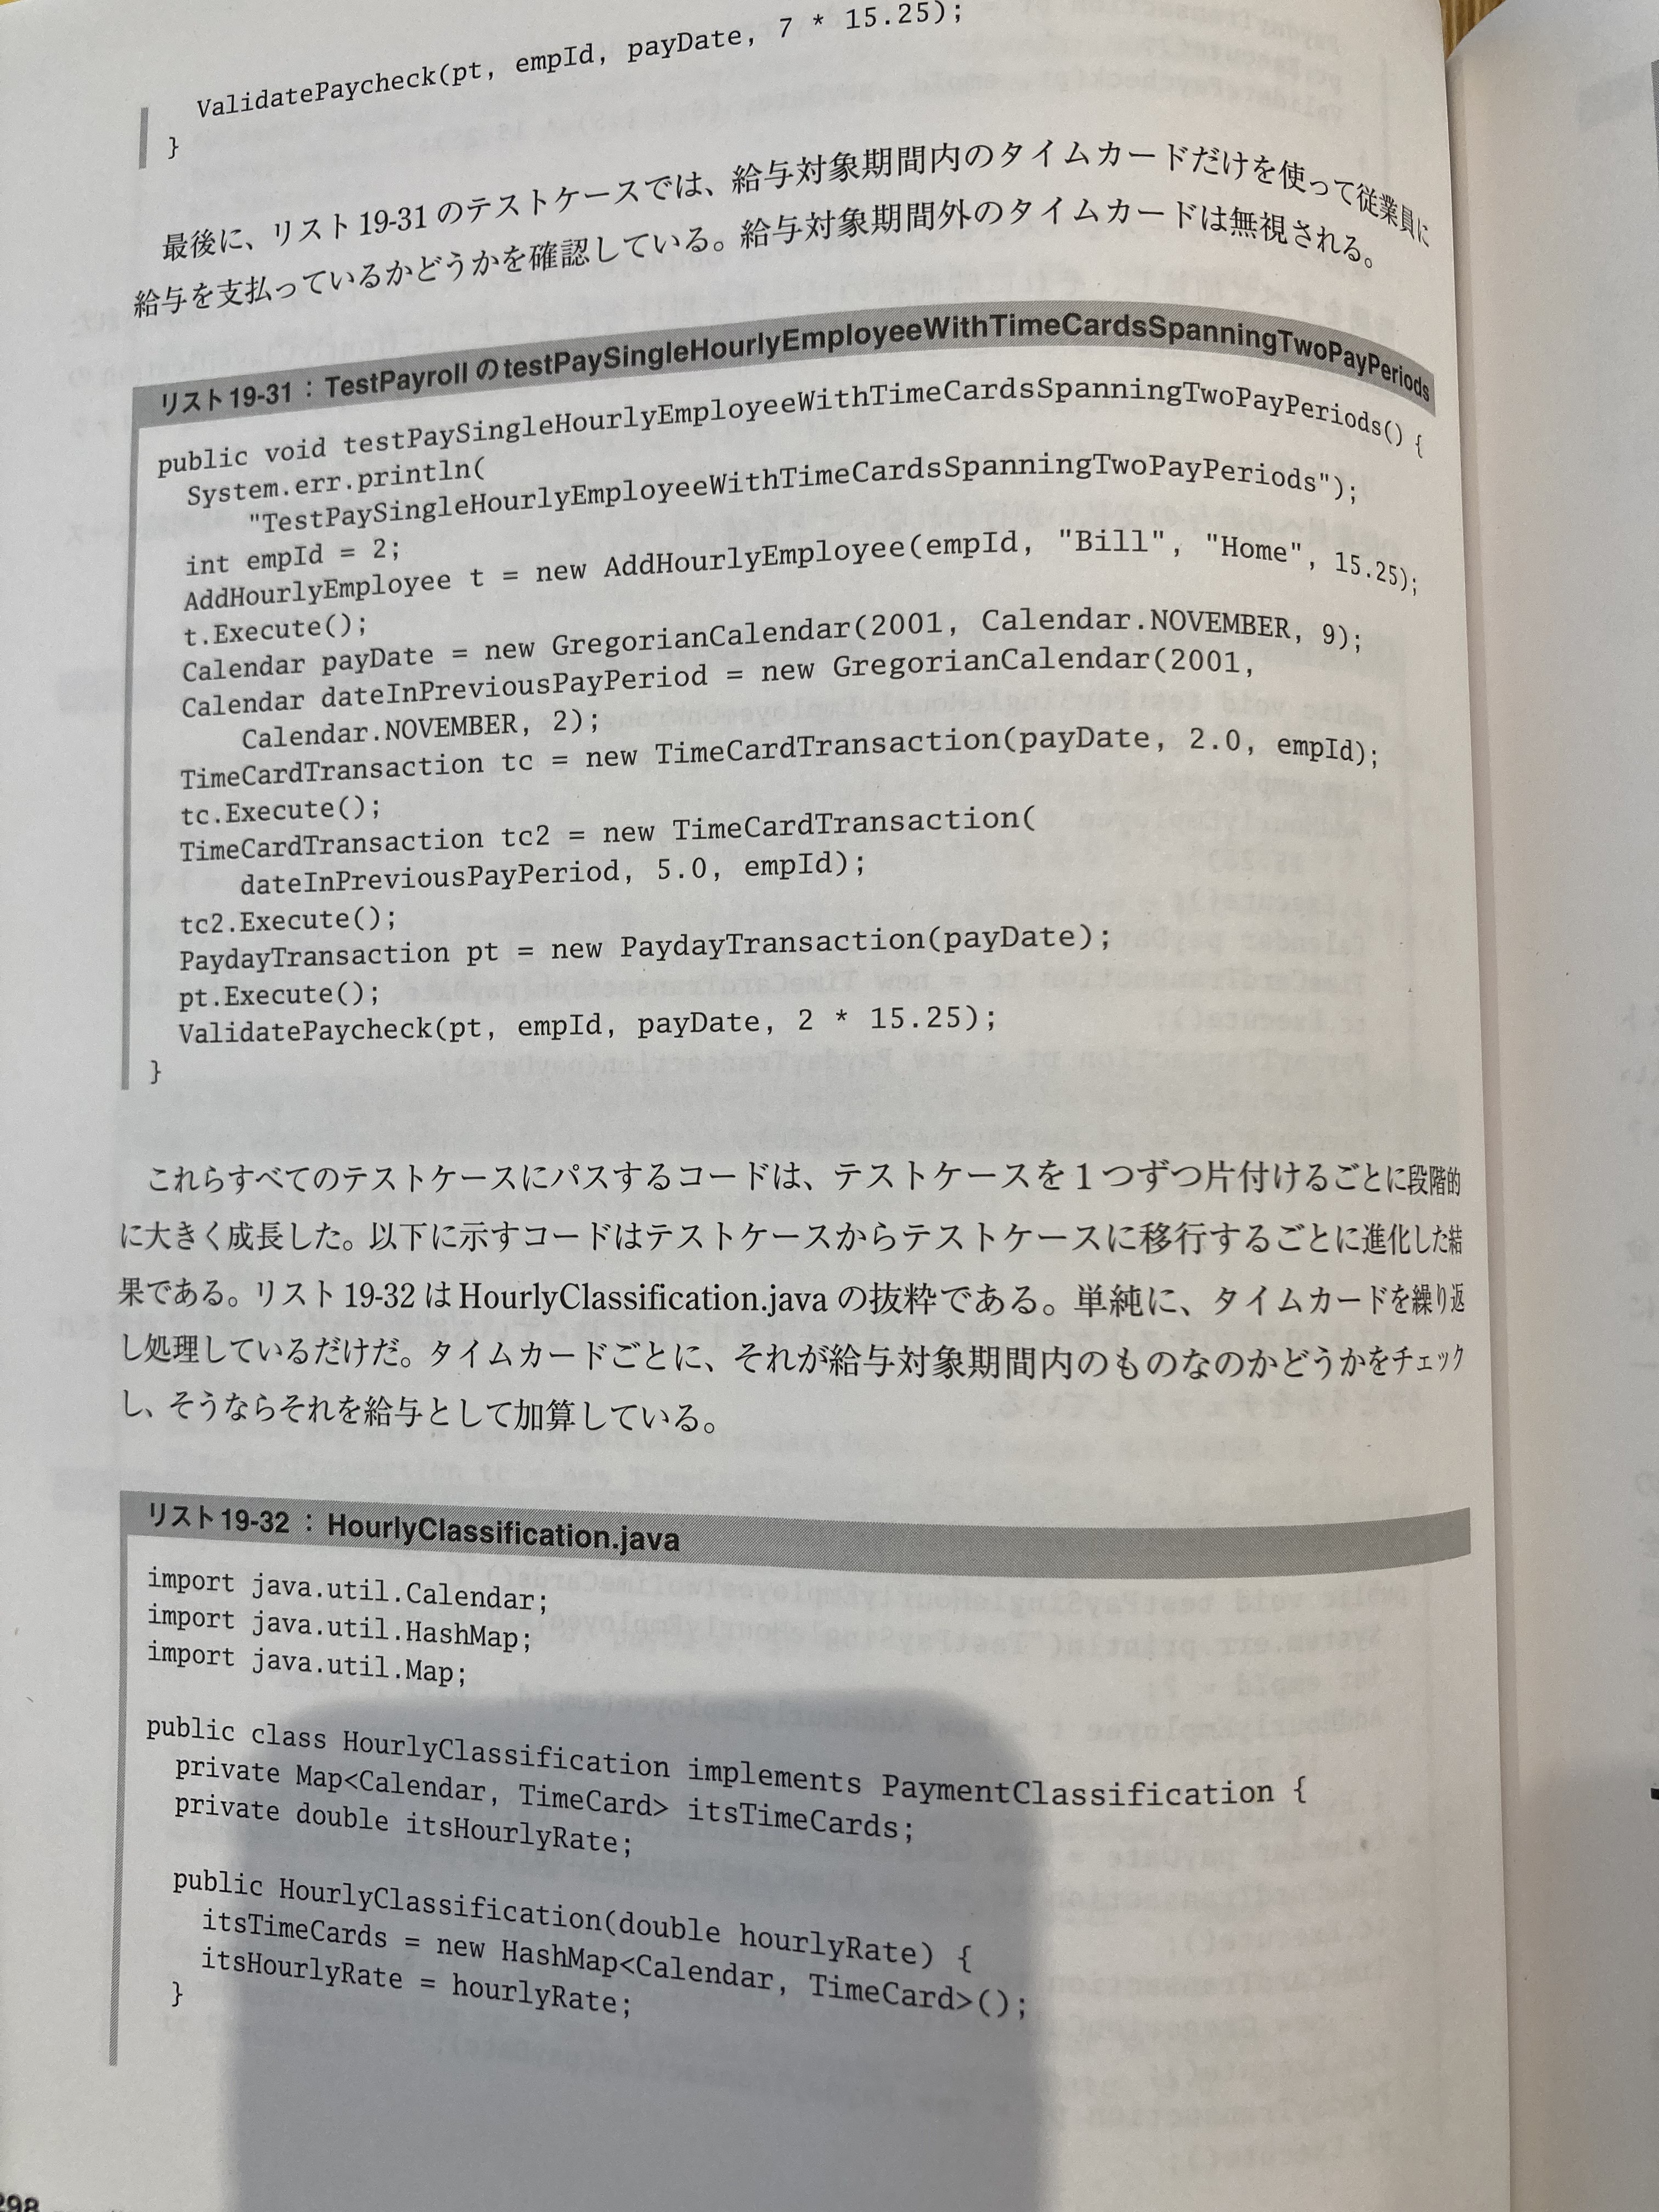 ValidatePaycheck(pt, empId, payDate, 7 * 15.25);
}
最後に、リスト 19-31 のテストケースでは、給与対象期間内のタイムカードだけを使って従業員に
給与を支払っているかどうかを確認している。給与対象期間外のタイムカードは無視される。
リスト 19-31 : TestPayroll の testPaySingleHourlyEmployeeWithTimeCardsSpanningTwoPayPeriods
public void testPaySingleHourlyEmployeeWithTimeCardsSpanningTwoPayPeriods() {
System.err.println(
"TestPaySingleHourlyEmployeeWithTimeCardsSpanningTwoPayPeriods");
int empId = 2;
AddHourlyEmployee t = new AddHourlyEmployee(empId, "Bill", "Home", 15.25);
t.Execute();
Calendar payDate = new GregorianCalendar(2001, Calendar.NOVEMBER, 9);
Calendar dateInPreviousPayPeriod = new GregorianCalendar(2001,
Calendar.NOVEMBER, 2);
TimeCardTransaction tc = new TimeCardTransaction(payDate, 2.0, empId);
tc.Execute();
TimeCardTransaction tc2 = new TimeCardTransaction(
dateInPreviousPayPeriod, 5.0, empId);
tc2.Execute();
PaydayTransaction pt = new PaydayTransaction(payDate);
pt.Execute();
ValidatePaycheck(pt, empId, payDate, 2 * 15.25);
}
これらすべてのテストケースにパスするコードは、テストケースを 1 つずつ片付けるごとに段階的
に大きく成長した。以下に示すコードはテストケースからテストケースに移行するごとに進化した結
果である。リスト 19-32 は HourlyClassification.java の抜粋である。単純に、タイムカードを繰り返
し処理しているだけだ。タイムカードごとに、それが給与対象期間内のものなのかどうかをチェック
し、そうならそれを給与として加算している。
リスト 19-32 : HourlyClassification.java
import java.util.Calendar;
import java.util.HashMap;
import java.util.Map;
public class HourlyClassification implements PaymentClassification {
private Map<Calendar, TimeCard> itsTimeCards;
private double itsHourlyRate;
public HourlyClassification(double hourlyRate) {
itsTimeCards = new HashMap<Calendar, TimeCard>();
itsHourlyRate = hourlyRate;
}
298